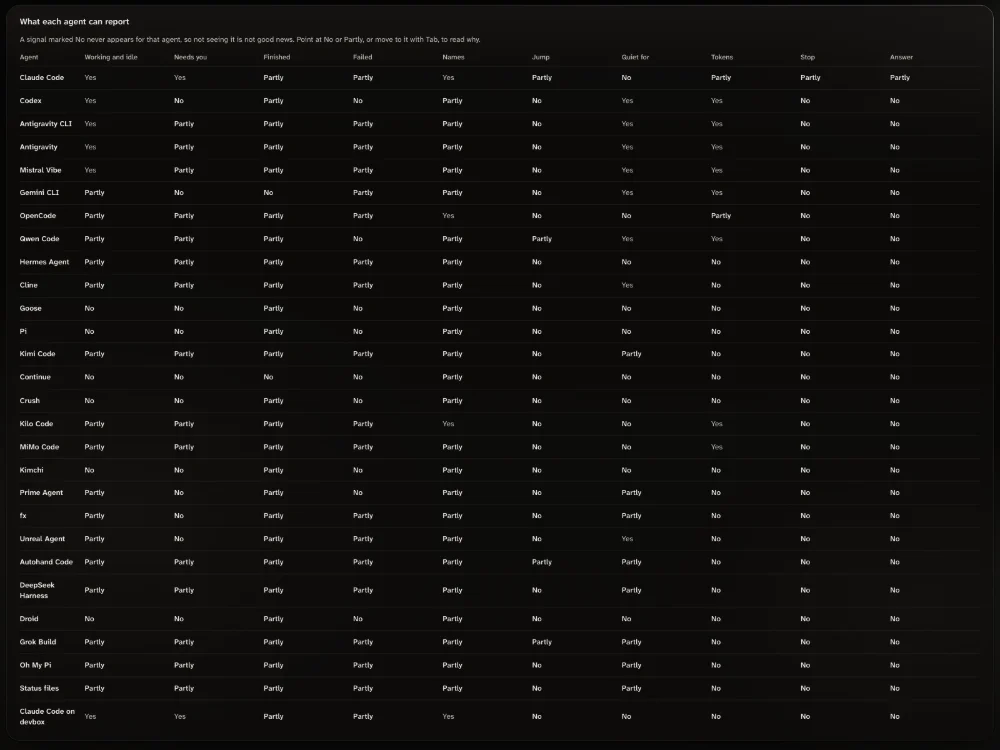 What each agent can report
A signal marked No never appears for that agent, so not seeing it is not good news. Point at No or Partly, or move to it with Tab, to read why.
Agent Working and idle Needs you Finished Failed Names Jump Quiet for Tokens Stop Answer
Claude Code Yes Yes Partly Partly Yes Partly No Partly Partly Partly
Codex Yes No Partly No Partly No Yes Yes No No
Antigravity CLI Yes Partly Partly Partly Partly No Yes Yes No No
Antigravity Yes Partly Partly Partly Partly No Yes Yes No No
Mistral Vibe Yes Partly Partly Partly Partly No Yes Yes No No
Gemini CLI Partly No No Partly Partly No Yes Yes No No
OpenCode Partly Partly Partly Partly Yes No No Partly No No
Qwen Code Partly Partly Partly No Partly Partly Yes Yes No No
Hermes Agent Partly Partly Partly Partly Partly No No No No No
Cline Partly Partly Partly Partly Partly No Yes No No No
Goose No No Partly No Partly No No No No No
Pi No No Partly No Partly No No No No No
Kimi Code Partly Partly Partly Partly Partly No Partly No No No
Continue No No No No Partly No No No No No
Crush No No Partly No Partly No No No No No
Kilo Code Partly Partly Partly Partly Yes No No Yes No No
MiMo Code Partly Partly Partly Partly Partly No No Yes No No
Kimchi No No Partly No Partly No No No No No
Prime Agent Partly No Partly No Partly No Partly No No No
fx Partly No Partly Partly Partly No Partly No No No
Unreal Agent Partly No Partly Partly Partly No Yes No No No
Autohand Code Partly Partly Partly Partly Partly Partly Partly No No No
DeepSeek
Harness Partly Partly Partly Partly Partly No Partly No No No
Droid No No Partly No Partly No No No No No
Grok Build Partly Partly Partly Partly Partly Partly Partly No No No
Oh My Pi Partly Partly Partly Partly Partly No Partly No No No
Status files Partly Partly Partly Partly Partly No Partly No No No
Claude Code on
devbox Yes Yes Partly Partly Yes No No No No No